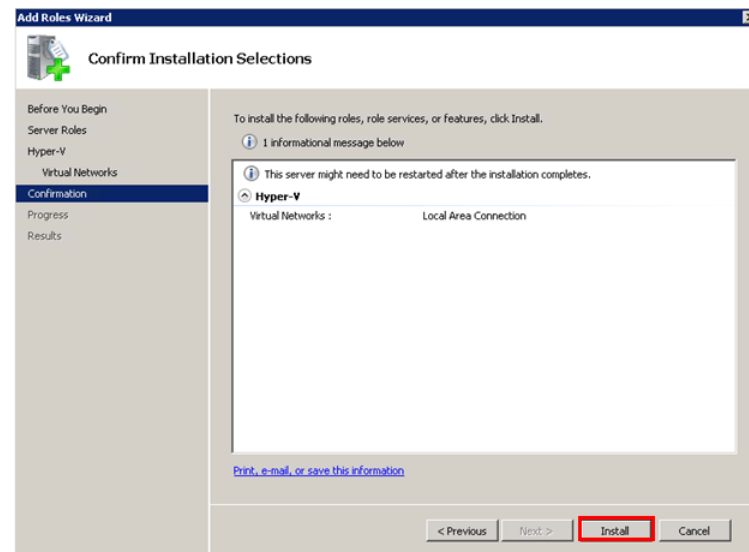 Add Roles Wizard
Confirm Installation Selections
Before You Begin
Server Roles
Hyper-V
Virtual Networks
Confirmation
Progress
Results
To install the following roles, role services, or features, click Install.
1 informational message below
This server might need to be restarted after the installation completes.
Hyper-V
Virtual Networks : Local Area Connection
Print, e-mail, or save this information
< Previous Next > Install Cancel